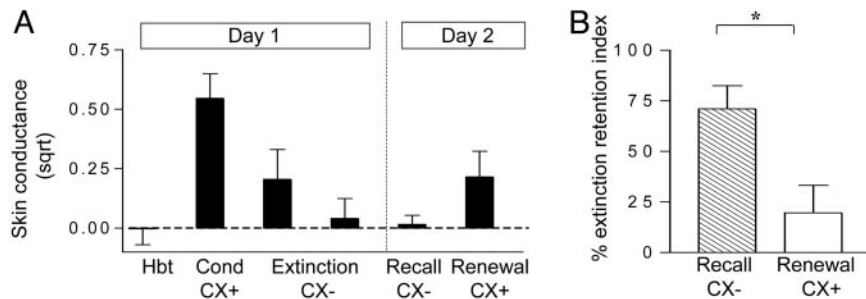 A
Day 1
Day 2
Skin conductance
(sqrt)
0.75
0.50
0.25
0.00
Hbt
Cond
CX+
Extinction
CX-
Recall
CX-
Renewal
CX+
B
*
% extinction retention index
100
75
50
25
0
Recall
CX-
Renewal
CX+